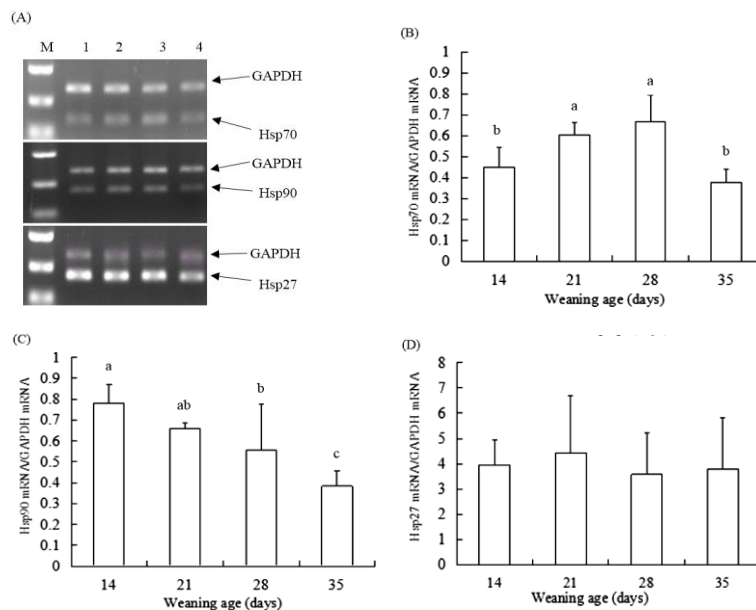 (A)
M 1 2 3 4
GAPDH
Hsp70
GAPDH
Hsp90
GAPDH
Hsp27
(B)
Hsp70 mRNA/GAPDH mRNA
1
0.9
0.8
0.7
0.6
0.5
0.4
0.3
0.2
0.1
0
b a a b
14 21 28 35
Weaning age (days)
(C)
Hsp90 mRNA/GAPDH mRNA
1
0.9
0.8
0.7
0.6
0.5
0.4
0.3
0.2
0.1
0
a ab b c
14 21 28 35
Weaning age (days)
(D)
Hsp27 mRNA/GAPDH mRNA
8
7
6
5
4
3
2
1
0
14 21 28 35
Weaning age (days)